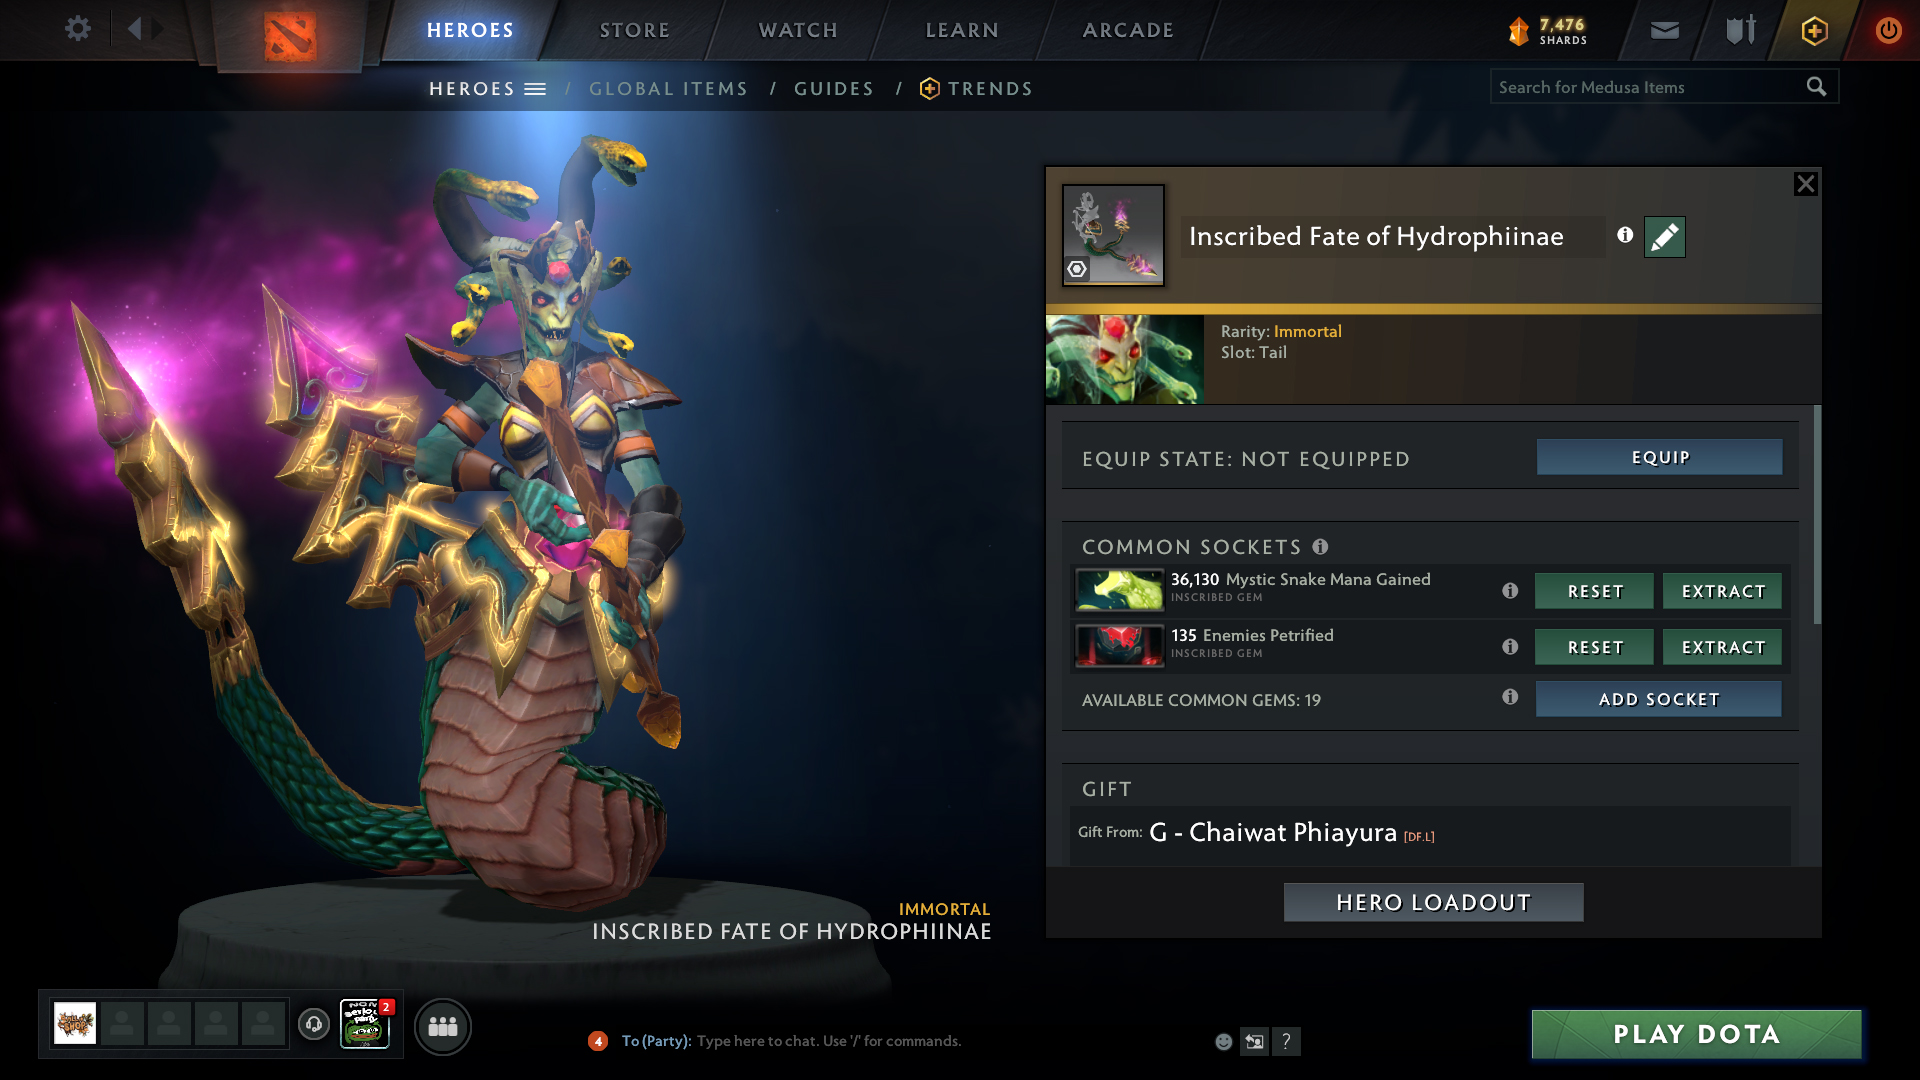 HEROES
STORE
WATCH
LEARN
ARCADE
7,476
SHARDS
HEROES / GLOBAL ITEMS / GUIDES / TRENDS
Search for Medusa Items
Inscribed Fate of Hydrophiinae
Rarity: Immortal
Slot: Tail
EQUIP STATE: NOT EQUIPPED
EQUIP
COMMON SOCKETS
36,130 Mystic Snake Mana Gained
INSCRIBED GEM
RESET
EXTRACT
135 Enemies Petrified
INSCRIBED GEM
RESET
EXTRACT
AVAILABLE COMMON GEMS: 19
ADD SOCKET
GIFT
Gift From: G - Chaiwat Phiayura [DF.L]
HERO LOADOUT
IMMORTAL
INSCRIBED FATE OF HYDROPHIINAE
2
4
To (Party): Type here to chat. Use '/' for commands.
?
PLAY DOTA